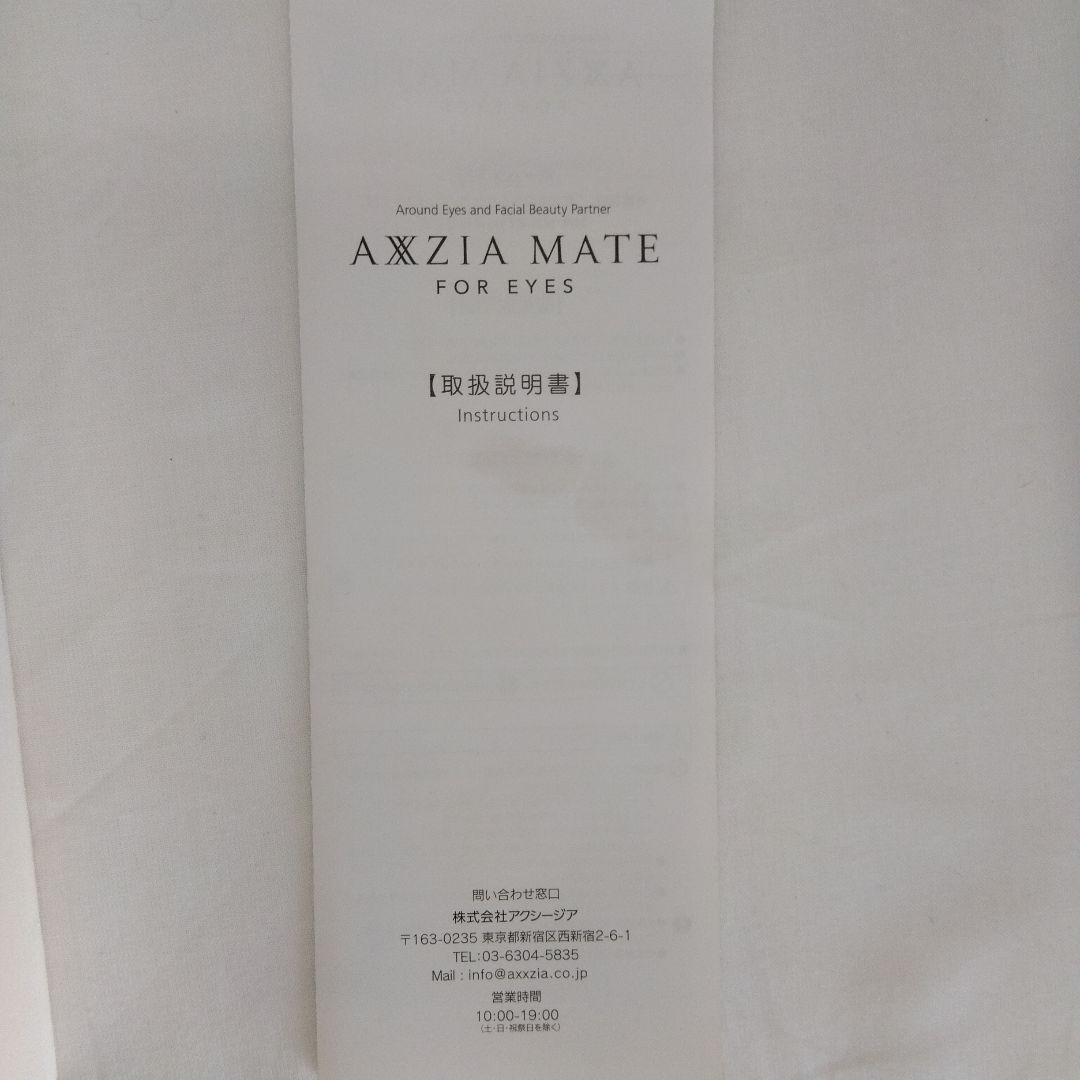 Around Eyes and Facial Beauty Partner
AXXZIA MATE
FOR EYES
【取扱説明書】
Instructions
問い合わせ窓口
株式会社アクシージア
〒163-0235 東京都新宿区西新宿2-6-1
TEL:03-6304-5835
Mail : info@axxzia.co.jp
営業時間
10:00-19:00
(土・日・祝祭日を除く)